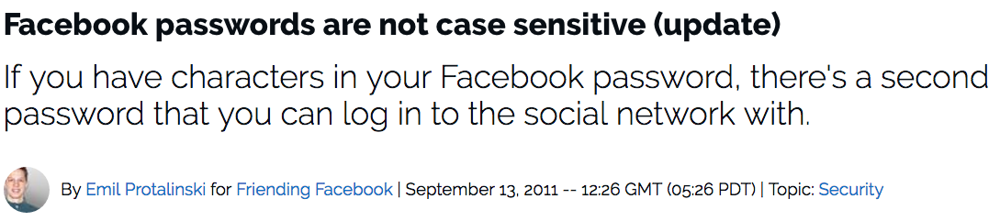 Facebook passwords are not case sensitive (update)
If you have characters in your Facebook password, there's a second
password that you can log in to the social network with.
By Emil Protalinski for Friending Facebook | September 13, 2011 -- 12:26 GMT (05:26 PDT) | Topic: Security